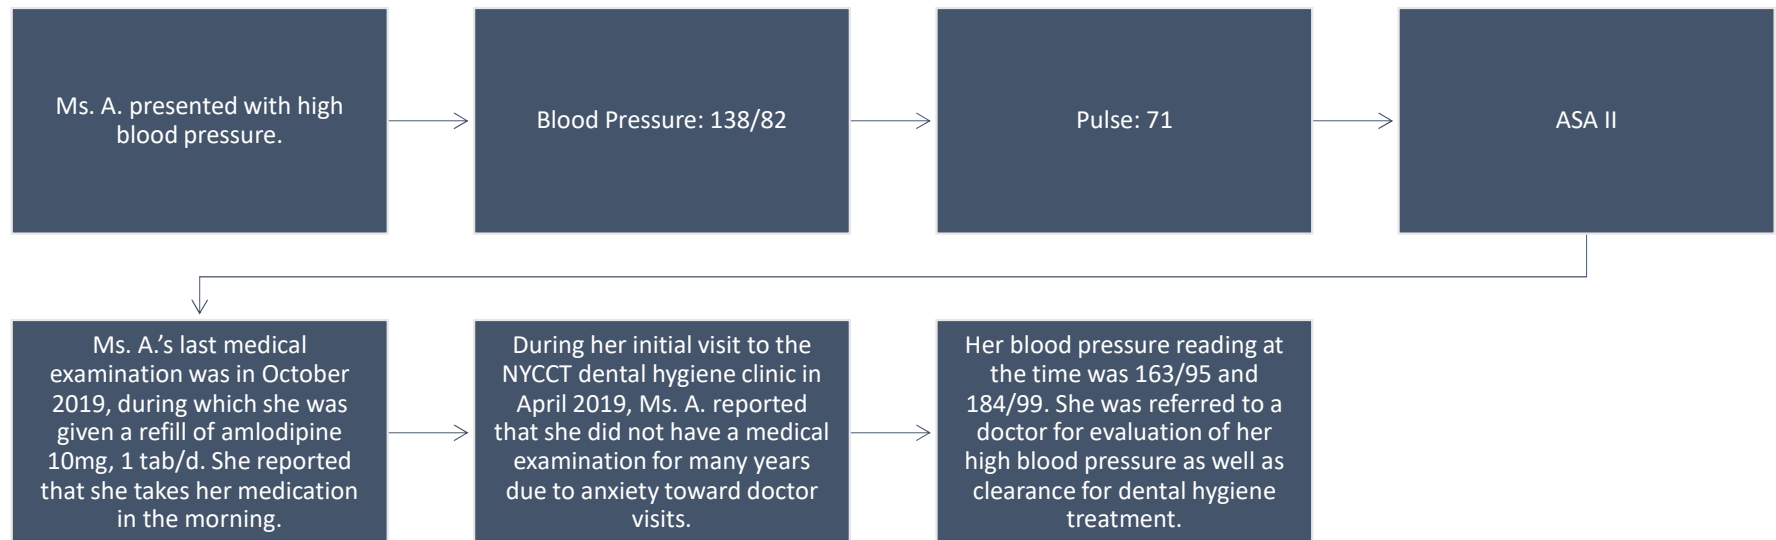 Ms. A. presented with high
blood pressure.
Blood Pressure: 138/82
Pulse: 71
ASA II
Ms. A.'s last medical
examination was in October
2019, during which she was
given a refill of amlodipine
10mg, 1 tab/d. She reported
that she takes her medication
in the morning.
During her initial visit to the
NYCCT dental hygiene clinic in
April 2019, Ms. A. reported
that she did not have a medical
examination for many years
due to anxiety toward doctor
visits.
Her blood pressure reading at
the time was 163/95 and
184/99. She was referred to a
doctor for evaluation of her
high blood pressure as well as
clearance for dental hygiene
treatment.